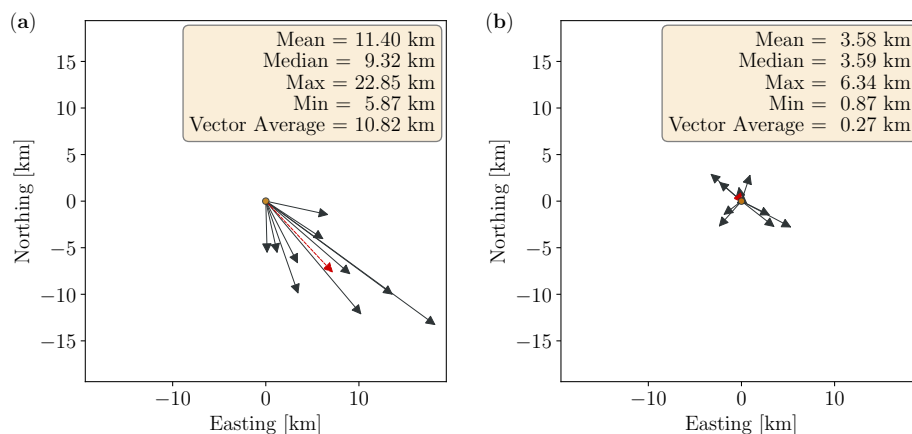 (a)
Mean = 11.40 km
Median = 9.32 km
Max = 22.85 km
Min = 5.87 km
Vector Average = 10.82 km
15
10
5
0
−5
−10
−15
Northing [km]
−10
0
10
Easting [km]
(b)
Mean = 3.58 km
Median = 3.59 km
Max = 6.34 km
Min = 0.87 km
Vector Average = 0.27 km
15
10
5
0
−5
−10
−15
Northing [km]
−10
0
10
Easting [km]